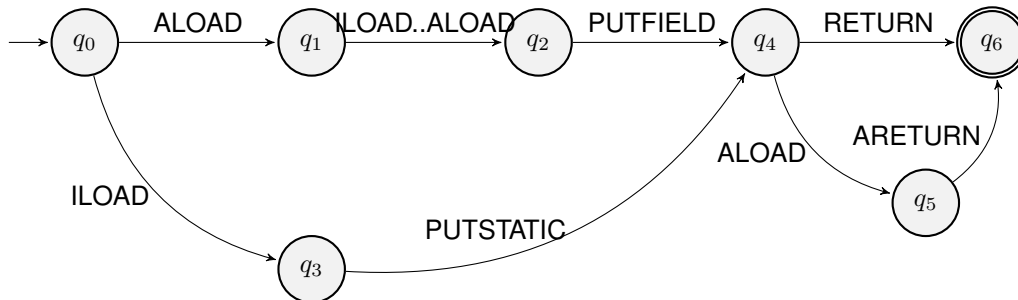 ALOAD
ILOAD..ALOAD
PUTFIELD
RETURN
q0
q1
q2
q4
q6
ARETURN
ALOAD
ILOAD
q5
PUTSTATIC
q3